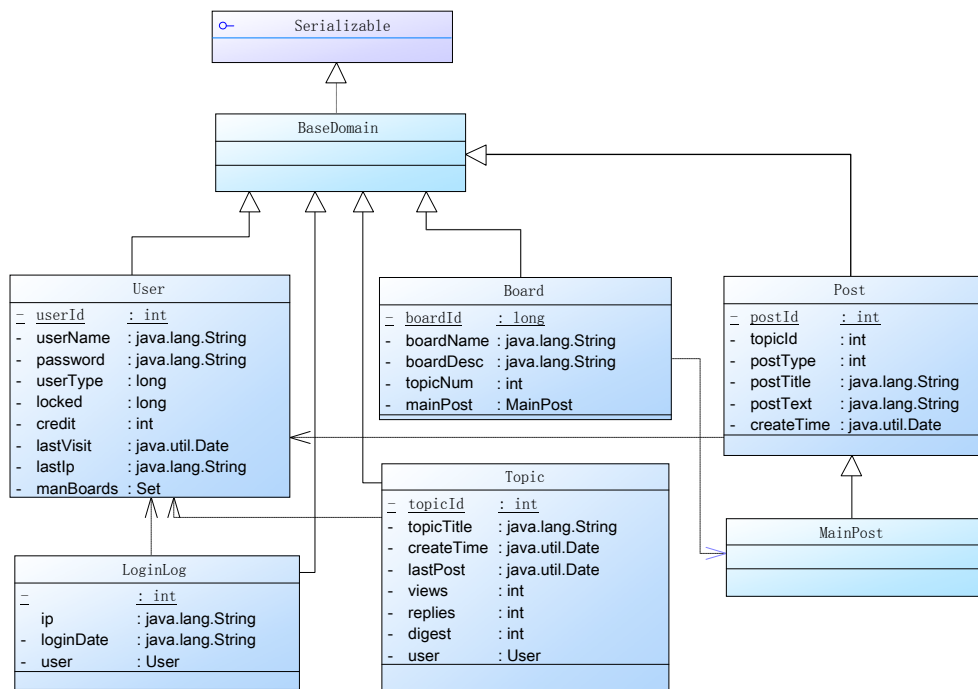 Serializable
BaseDomain
User
- userId : int
- userName : java.lang.String
- password : java.lang.String
- userType : long
- locked : long
- credit : int
- lastVisit : java.util.Date
- lastIp : java.lang.String
- manBoards : Set
Board
- boardId : long
- boardName : java.lang.String
- boardDesc : java.lang.String
- topicNum : int
- mainPost : MainPost
Post
- postId : int
- topicId : int
- postType : int
- postTitle : java.lang.String
- postText : java.lang.String
- createTime : java.util.Date
Topic
- topicId : int
- topicTitle : java.lang.String
- createTime : java.util.Date
- lastPost : java.util.Date
- views : int
- replies : int
- digest : int
- user : User
MainPost
LoginLog
- : int
ip : java.lang.String
- loginDate : java.lang.String
- user : User